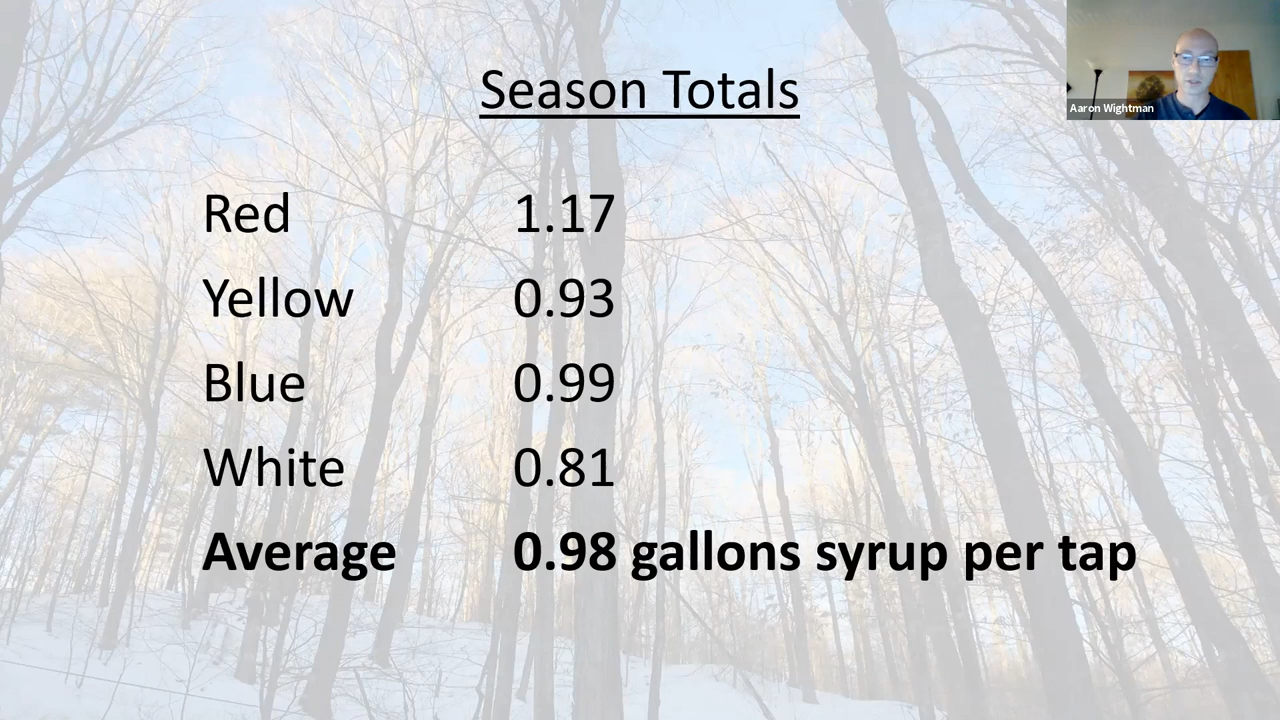 Season Totals
Aaron Wightman
Red 1.17
Yellow 0.93
Blue 0.99
White 0.81
Average 0.98 gallons syrup per tap